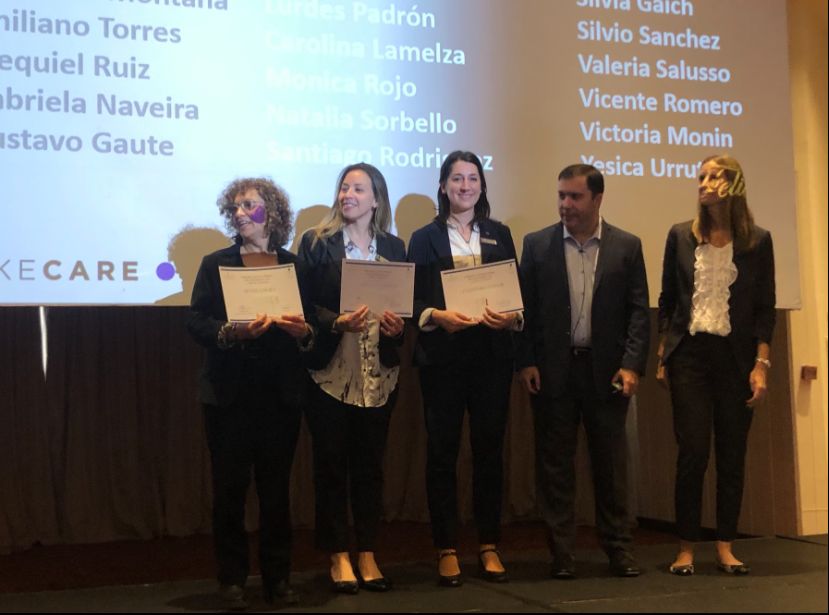 Lurdes Padrón
Silvia Gaich
miliano Torres
Carolina Lamelza
Silvio Sanchez
equiel Ruiz
Monica Rojo
Valeria Salusso
abriela Naveira
Natalia Sorbello
Vicente Romero
ustavo Gaute
Santiago
Victoria Monin
Yesica
KECARE